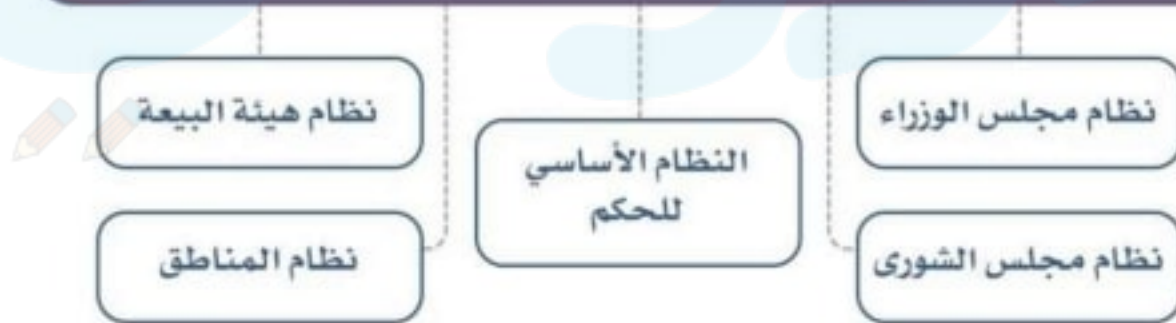 نظام مجلس الوزراء
نظام هيئة البيعة
النظام الأساسي
للحكم
نظام مجلس الشورى
نظام المناطق